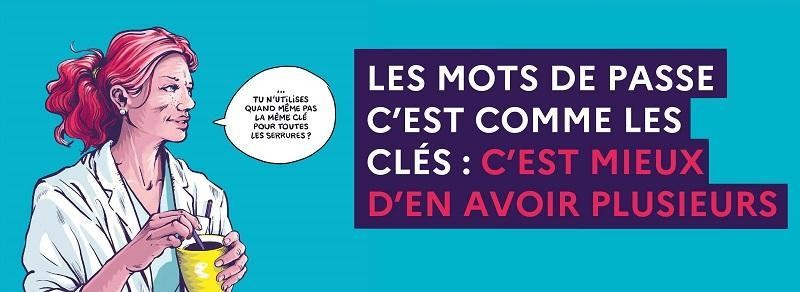 ...
TU N'UTILISES
QUAND MÊME PAS
LA MÊME CLÉ
POUR TOUTES
LES SERRURES ?
LES MOTS DE PASSE
C'EST COMME LES
CLÉS : C'EST MIEUX
D'EN AVOIR PLUSIEURS